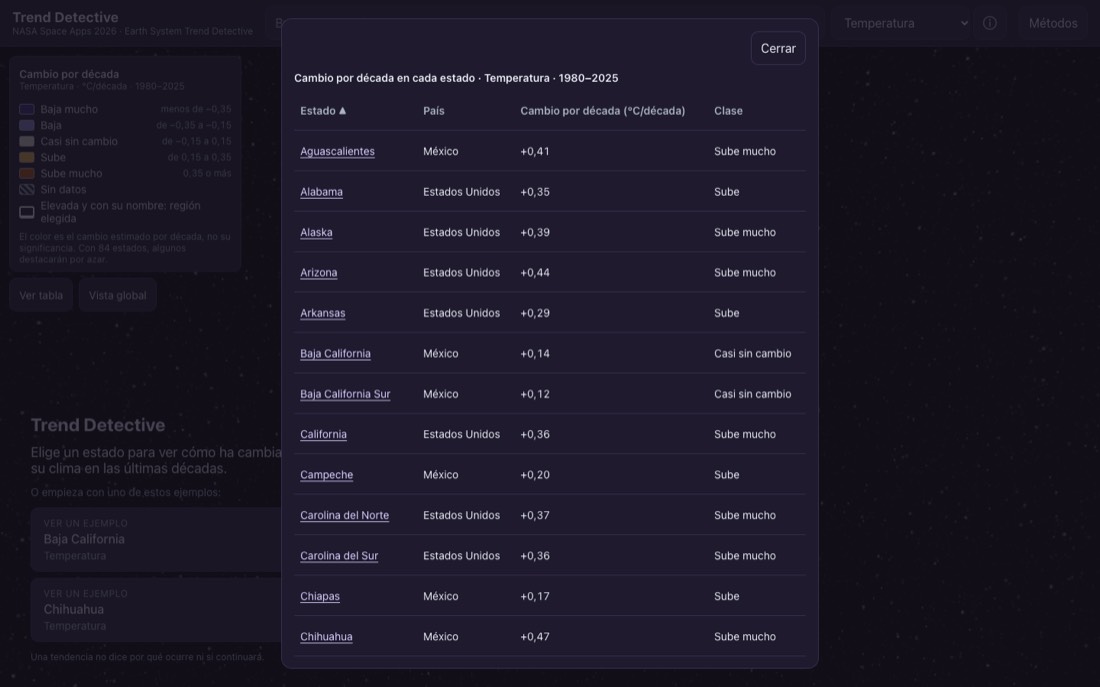 Trend Detective
NASA Space Apps 2026 · Earth System Trend Detective
Temperatura
Métodos
Cambio por década
Temperatura · °C/década · 1980–2025
Baja mucho menos de −0,35
Baja de −0,35 a −0,15
Casi sin cambio de −0,15 a 0,15
Sube de 0,15 a 0,35
Sube mucho 0,35 o más
Sin datos
Elevada y con su nombre: región
elegida
El color es el cambio estimado por década, no su
significancia. Con 84 estados, algunos
destacarán por azar.
Ver tabla
Vista global
Trend Detective
Elige un estado para ver cómo ha cambia
su clima en las últimas décadas.
O empieza con uno de estos ejemplos:
VER UN EJEMPLO
Baja California
Temperatura
VER UN EJEMPLO
Chihuahua
Temperatura
Una tendencia no dice por qué ocurre ni si continuará.
Cerrar
Cambio por década en cada estado · Temperatura · 1980–2025
Estado ▲ País Cambio por década (°C/década) Clase
Aguascalientes México +0,41 Sube mucho
Alabama Estados Unidos +0,35 Sube
Alaska Estados Unidos +0,39 Sube mucho
Arizona Estados Unidos +0,44 Sube mucho
Arkansas Estados Unidos +0,29 Sube
Baja California México +0,14 Casi sin cambio
Baja California Sur México +0,12 Casi sin cambio
California Estados Unidos +0,36 Sube mucho
Campeche México +0,20 Sube
Carolina del Norte Estados Unidos +0,37 Sube mucho
Carolina del Sur Estados Unidos +0,36 Sube mucho
Chiapas México +0,17 Sube
Chihuahua México +0,47 Sube mucho